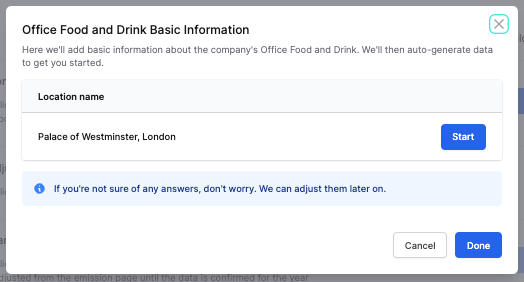 Office Food and Drink Basic Information
Here we'll add basic information about the company's Office Food and Drink. We'll then auto-generate data
to get you started.
Location name
Palace of Westminster, London
Start
If you're not sure of any answers, don't worry. We can adjust them later on.
Cancel
Done
adjusted from the emission page until the data is confirmed for the year